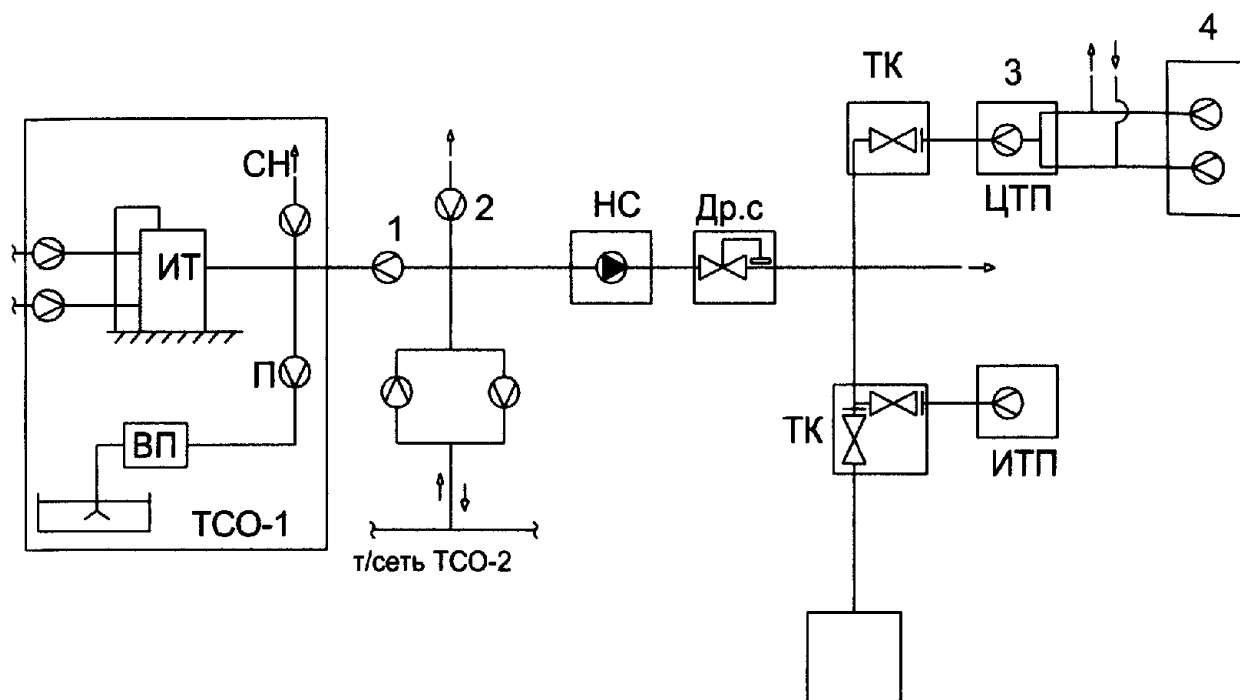 4
ТК
3
СН
2
НС
Др.с
1
ЦТП
ИТ
П
ТК
ВП
ИТП
ТСО-1
т/сеть ТСО-2